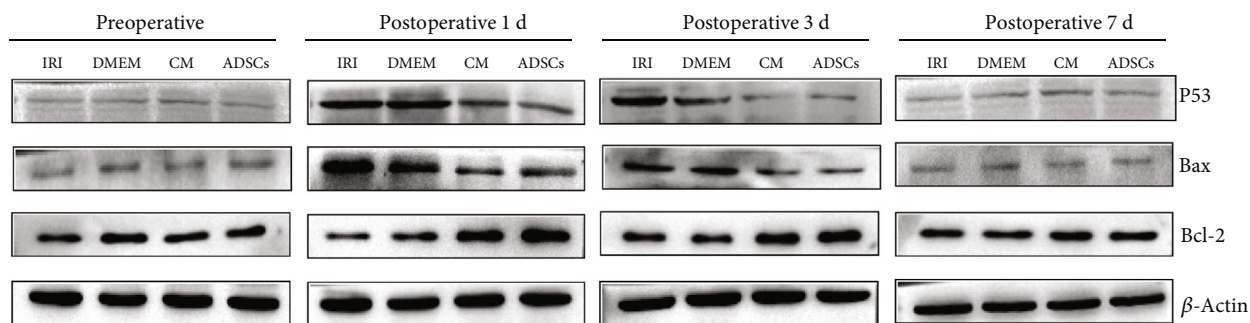 Preoperative Postoperative 1 d Postoperative 3 d Postoperative 7 d
IRI DMEM CM ADSCs IRI DMEM CM ADSCs IRI DMEM CM ADSCs IRI DMEM CM ADSCs
P53
Bax
Bcl-2
β-Actin